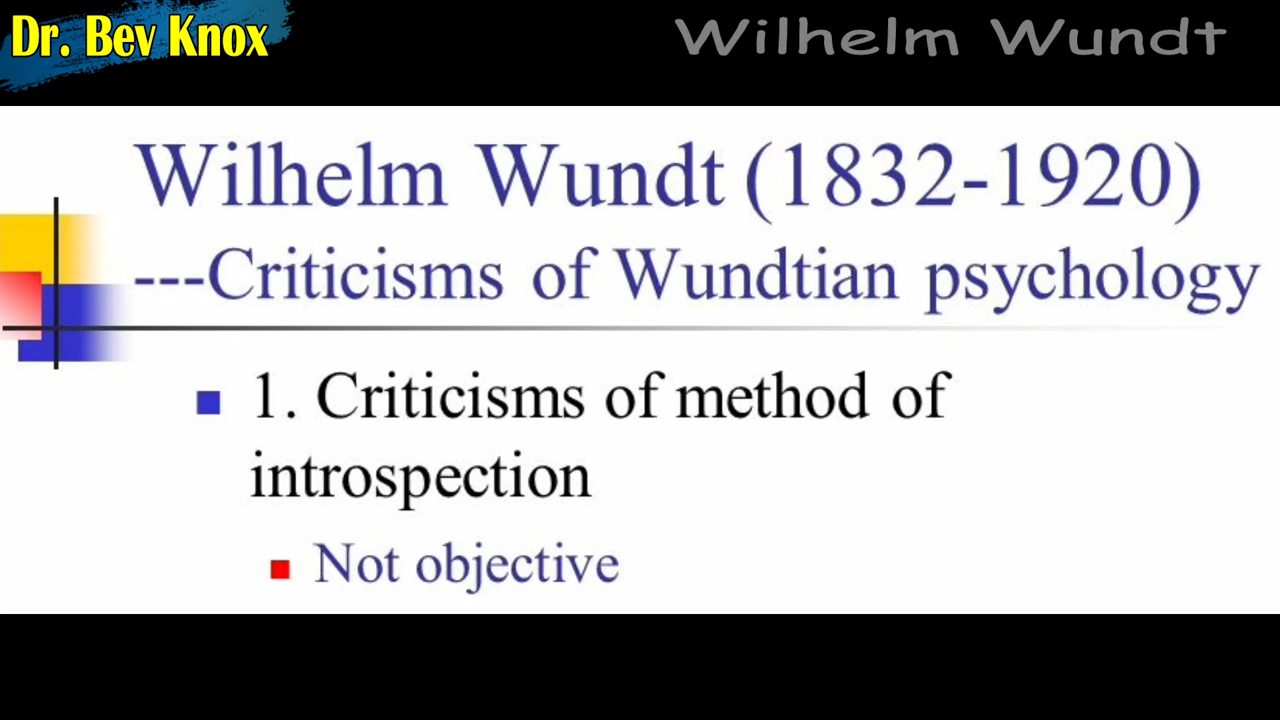 Dr. Bev Knox
Wilhelm Wundt
Wilhelm Wundt (1832-1920)
---Criticisms of Wundtian psychology
1. Criticisms of method of
introspection
Not objective